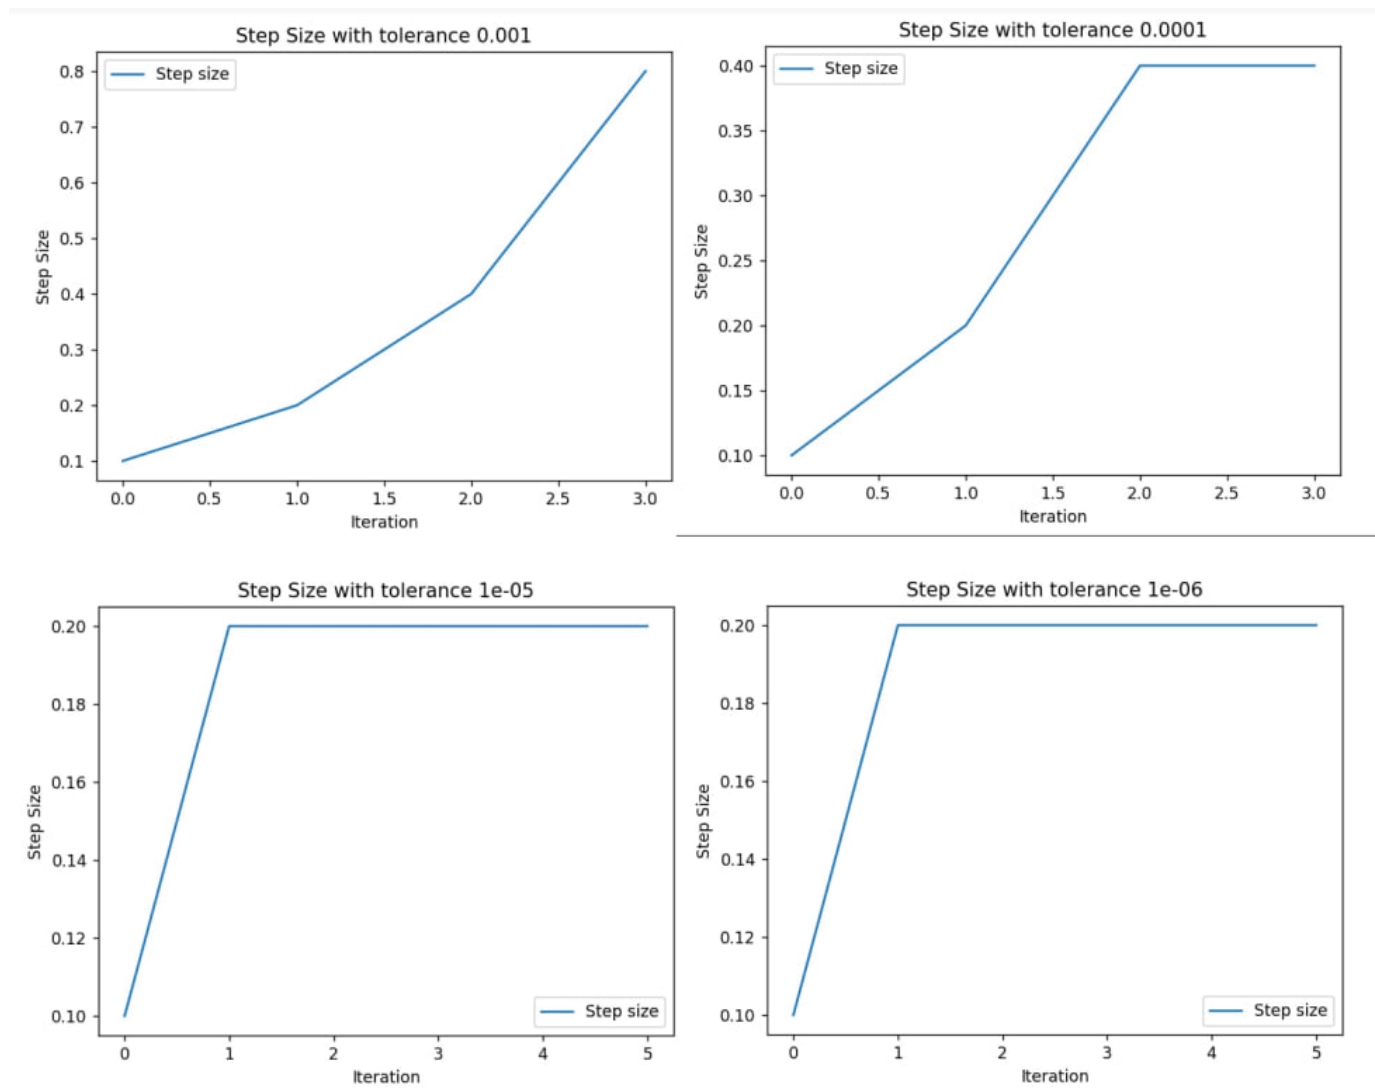 Step Size with tolerance 0.001
Step size
0.8
0.7
0.6
0.5
0.4
0.3
0.2
0.1
Step Size
0.0 0.5 1.0 1.5 2.0 2.5 3.0
Iteration
Step Size with tolerance 0.0001
Step size
0.40
0.35
0.30
0.25
0.20
0.15
0.10
Step Size
0.0 0.5 1.0 1.5 2.0 2.5 3.0
Iteration
Step Size with tolerance 1e-05
0.20
0.18
0.16
0.14
0.12
0.10
Step Size
Step size
0 1 2 3 4 5
Iteration
Step Size with tolerance 1e-06
0.20
0.18
0.16
0.14
0.12
0.10
Step Size
Step size
0 1 2 3 4 5
Iteration